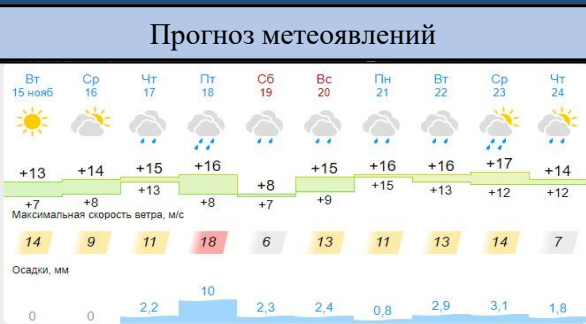 Прогноз метеоявлений
Вт Ср Чт Пт Сб Вс Пн Вт Ср Чт
15 нояб 16 17 18 19 20 21 22 23 24
+13 +14 +15 +16 +8 +15 +16 +16 +17 +14
+7 +8 +13 +8 +7 +9 +15 +13 +12 +12
Максимальная скорость ветра, м/с
14 9 11 18 6 13 11 13 14 7
Осадки, мм
0 0 2,2 10 2,3 2,4 0,8 2,9 3,1 1,8